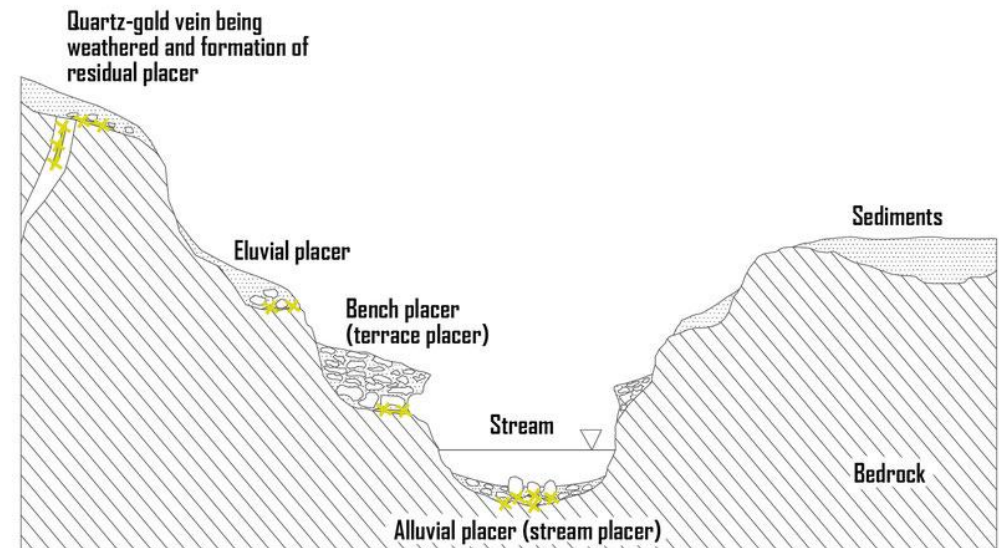 Quartz-gold vein being
weathered and formation of
residual placer
Sediments
Eluvial placer
Bench placer
(terrace placer)
Stream
Bedrock
Alluvial placer (stream placer)